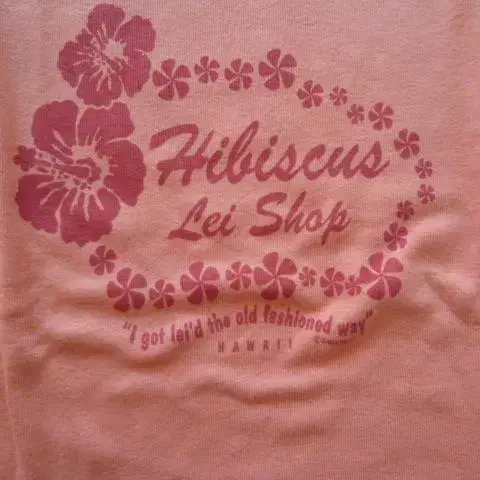 Hibiscus
Lei Shop
"I got lei'd the old fashioned way"
HAWAII